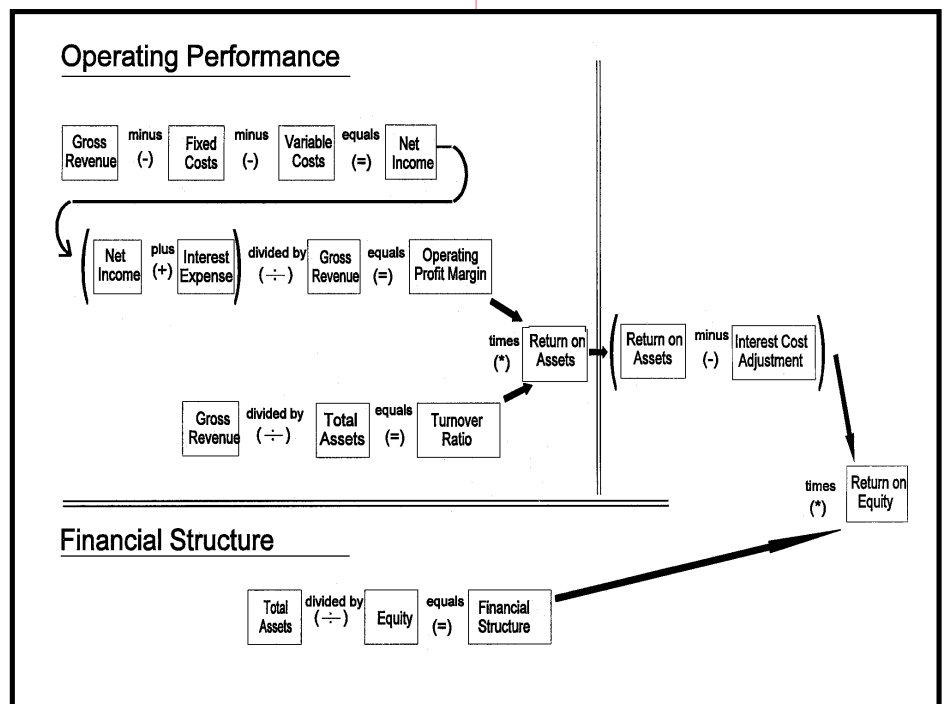 Operating Performance
Gross Revenue minus (-) Fixed Costs minus (-) Variable Costs equals (=) Net Income
( Net Income plus (+) Interest Expense ) divided by (÷) Gross Revenue equals (=) Operating Profit Margin
times (*) Return on Assets ( Return on Assets minus (-) Interest Cost Adjustment )
Gross Revenue divided by (÷) Total Assets equals (=) Turnover Ratio
times (*) Return on Equity
Financial Structure
Total Assets divided by (÷) Equity equals (=) Financial Structure